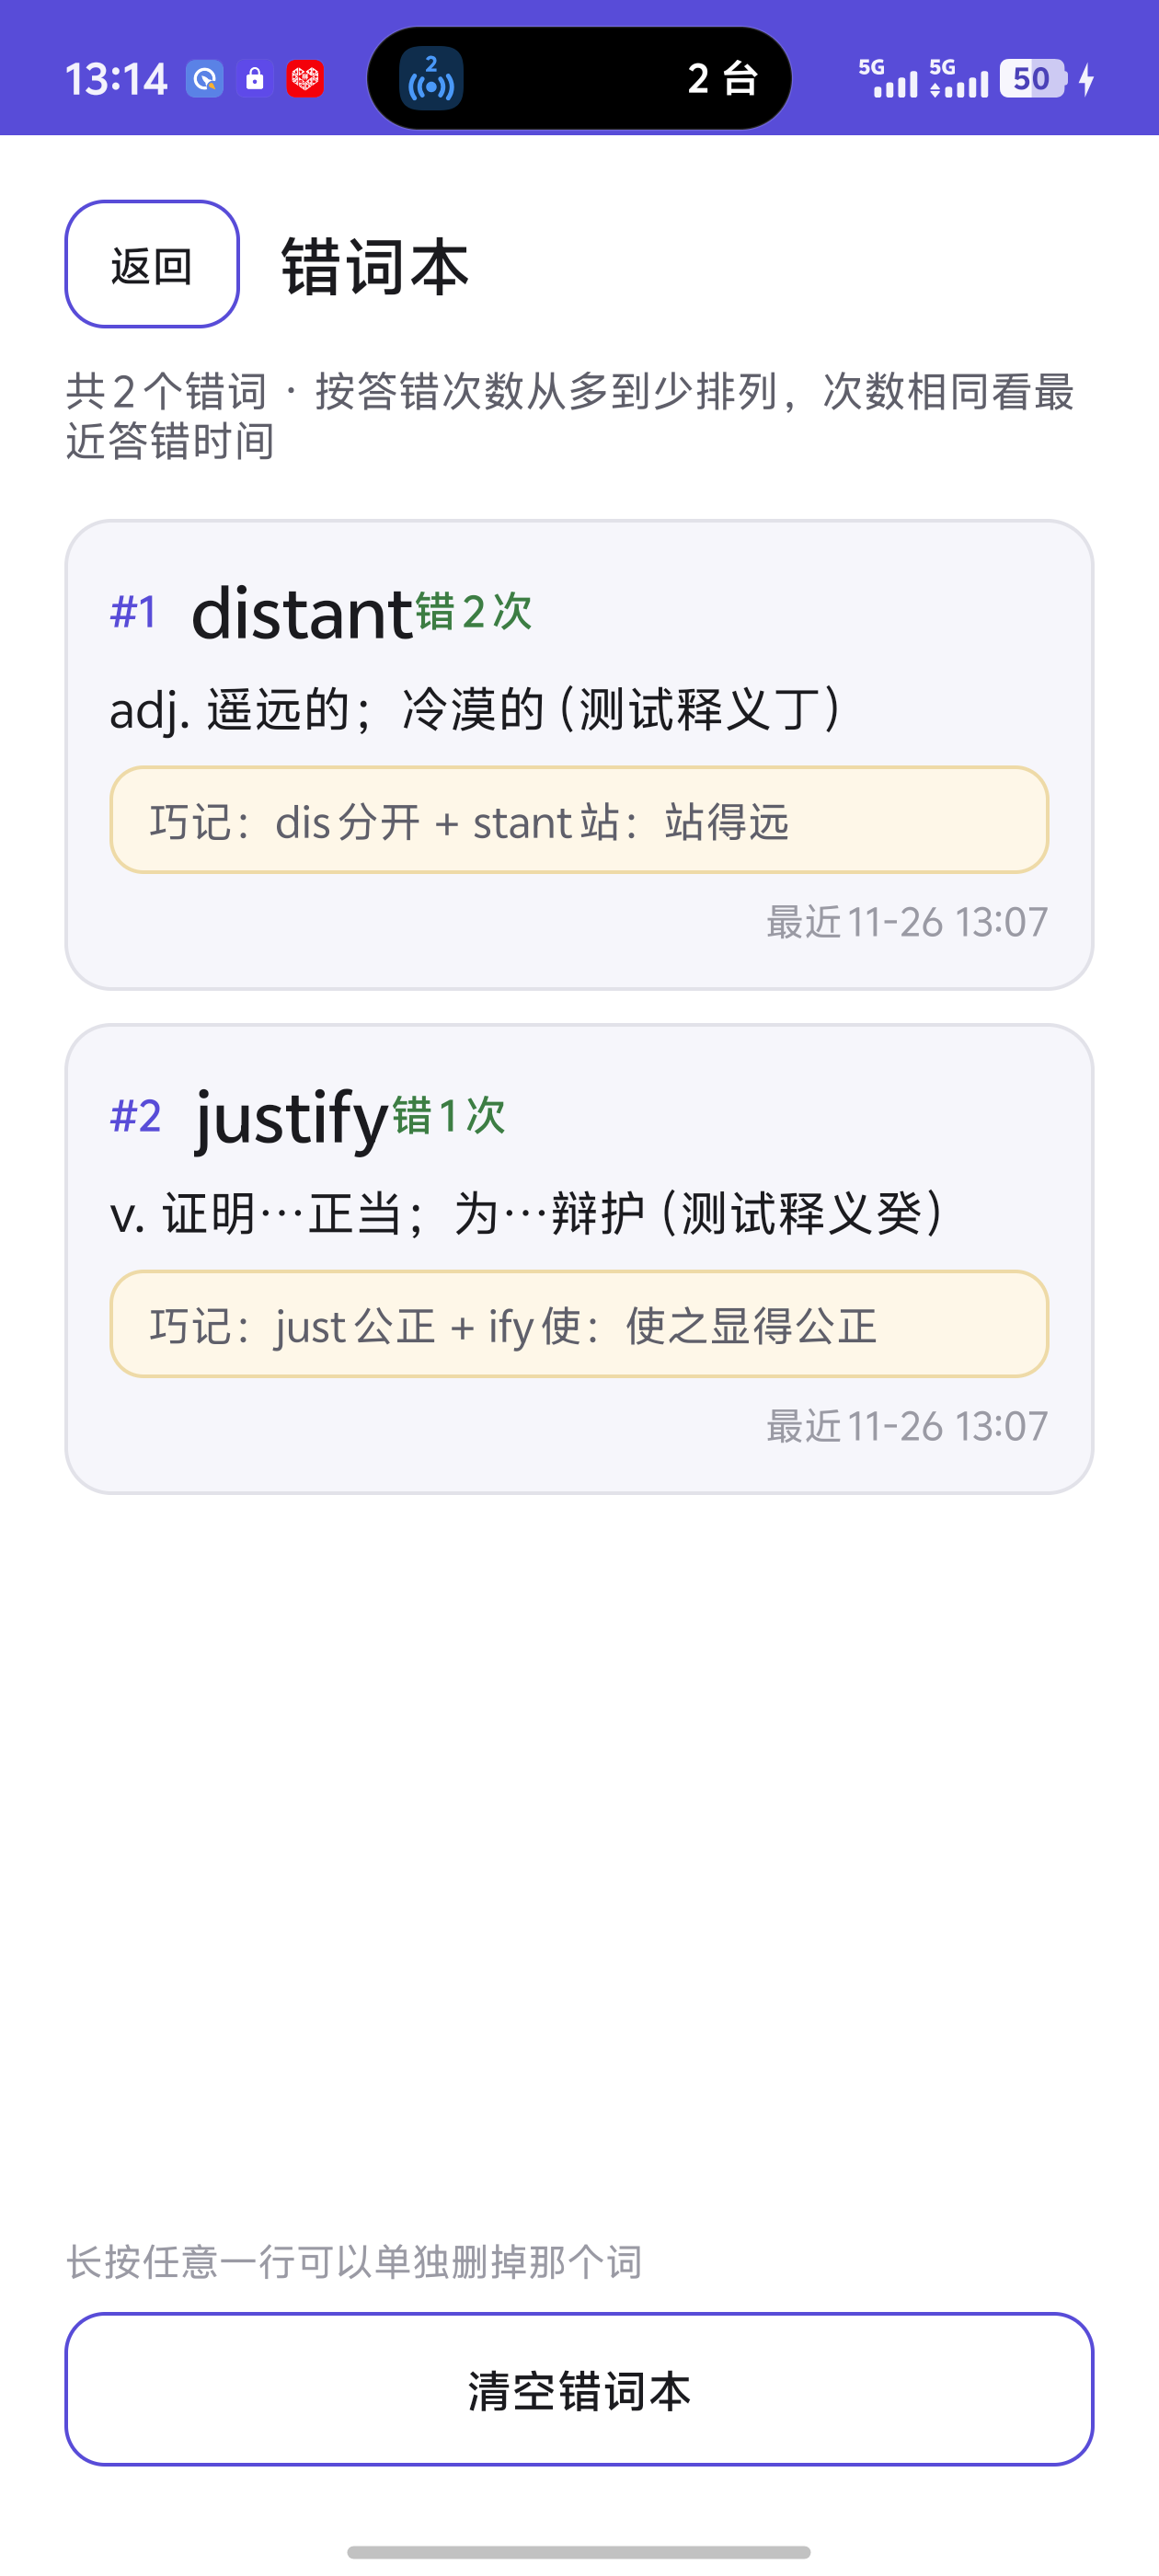 13:14
2
2 台
5G
5G
50
返回
错词本
共 2 个错词 · 按答错次数从多到少排列，次数相同看最
近答错时间
#1 distant 错 2 次
adj. 遥远的；冷漠的（测试释义丁）
巧记：dis 分开 + stant 站：站得远
最近 11-26 13:07
#2 justify 错 1 次
v. 证明…正当；为…辩护（测试释义癸）
巧记：just 公正 + ify 使：使之显得公正
最近 11-26 13:07
长按任意一行可以单独删掉那个词
清空错词本